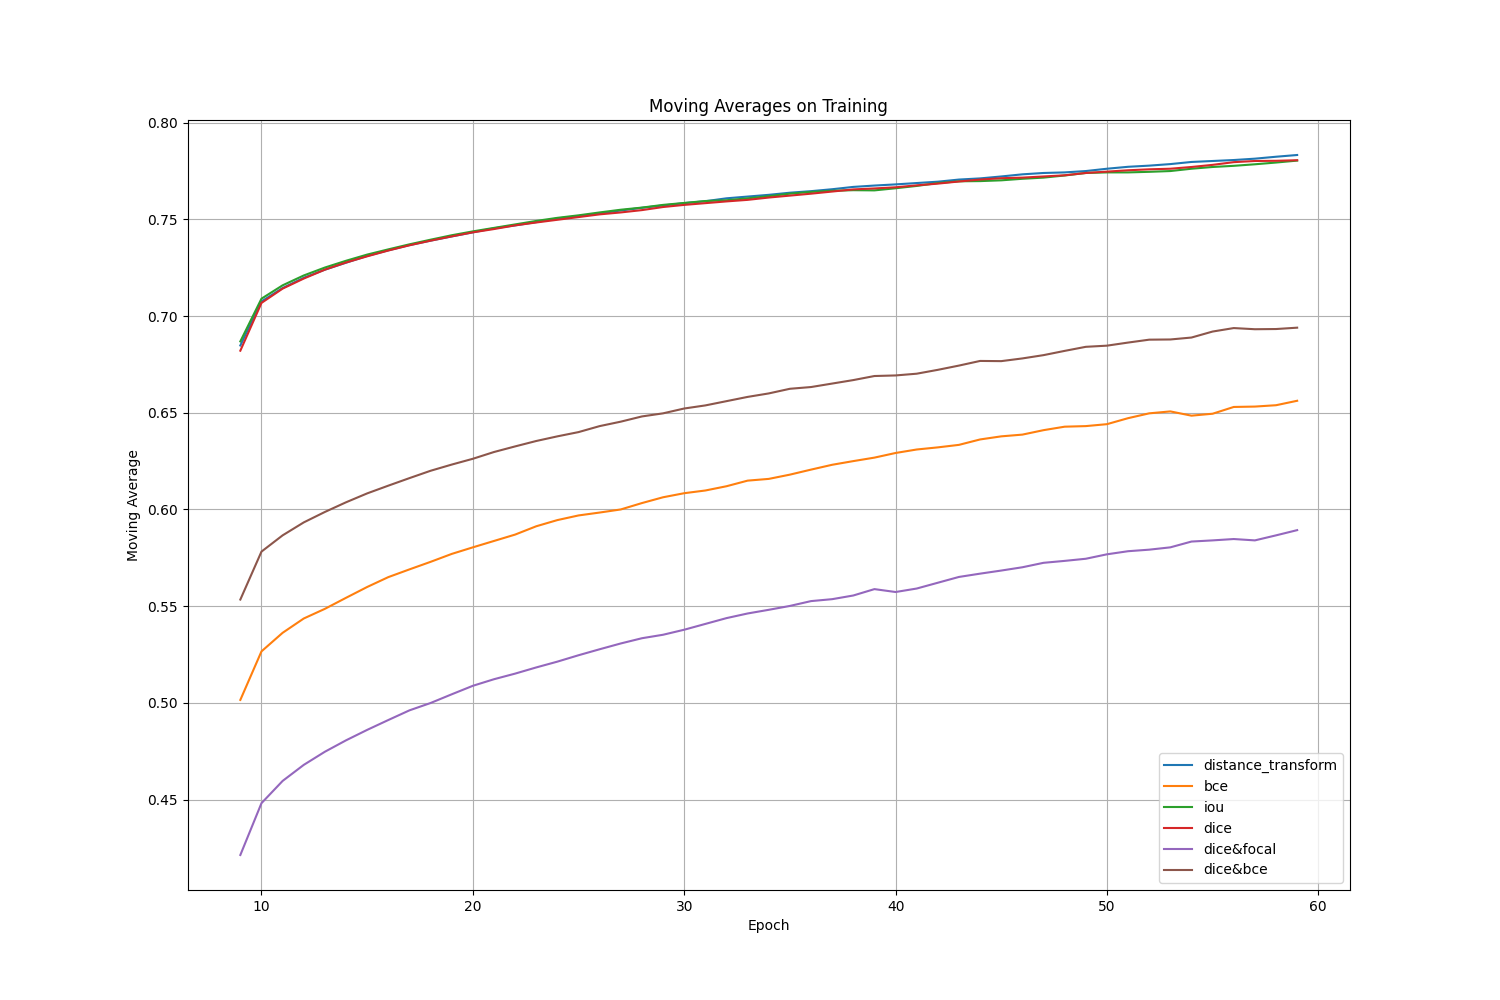 Moving Averages on Training
0.80
0.75
0.70
0.65
0.60
0.55
0.50
0.45
Moving Average
10 20 30 40 50 60
Epoch
distance_transform
bce
iou
dice
dice&focal
dice&bce